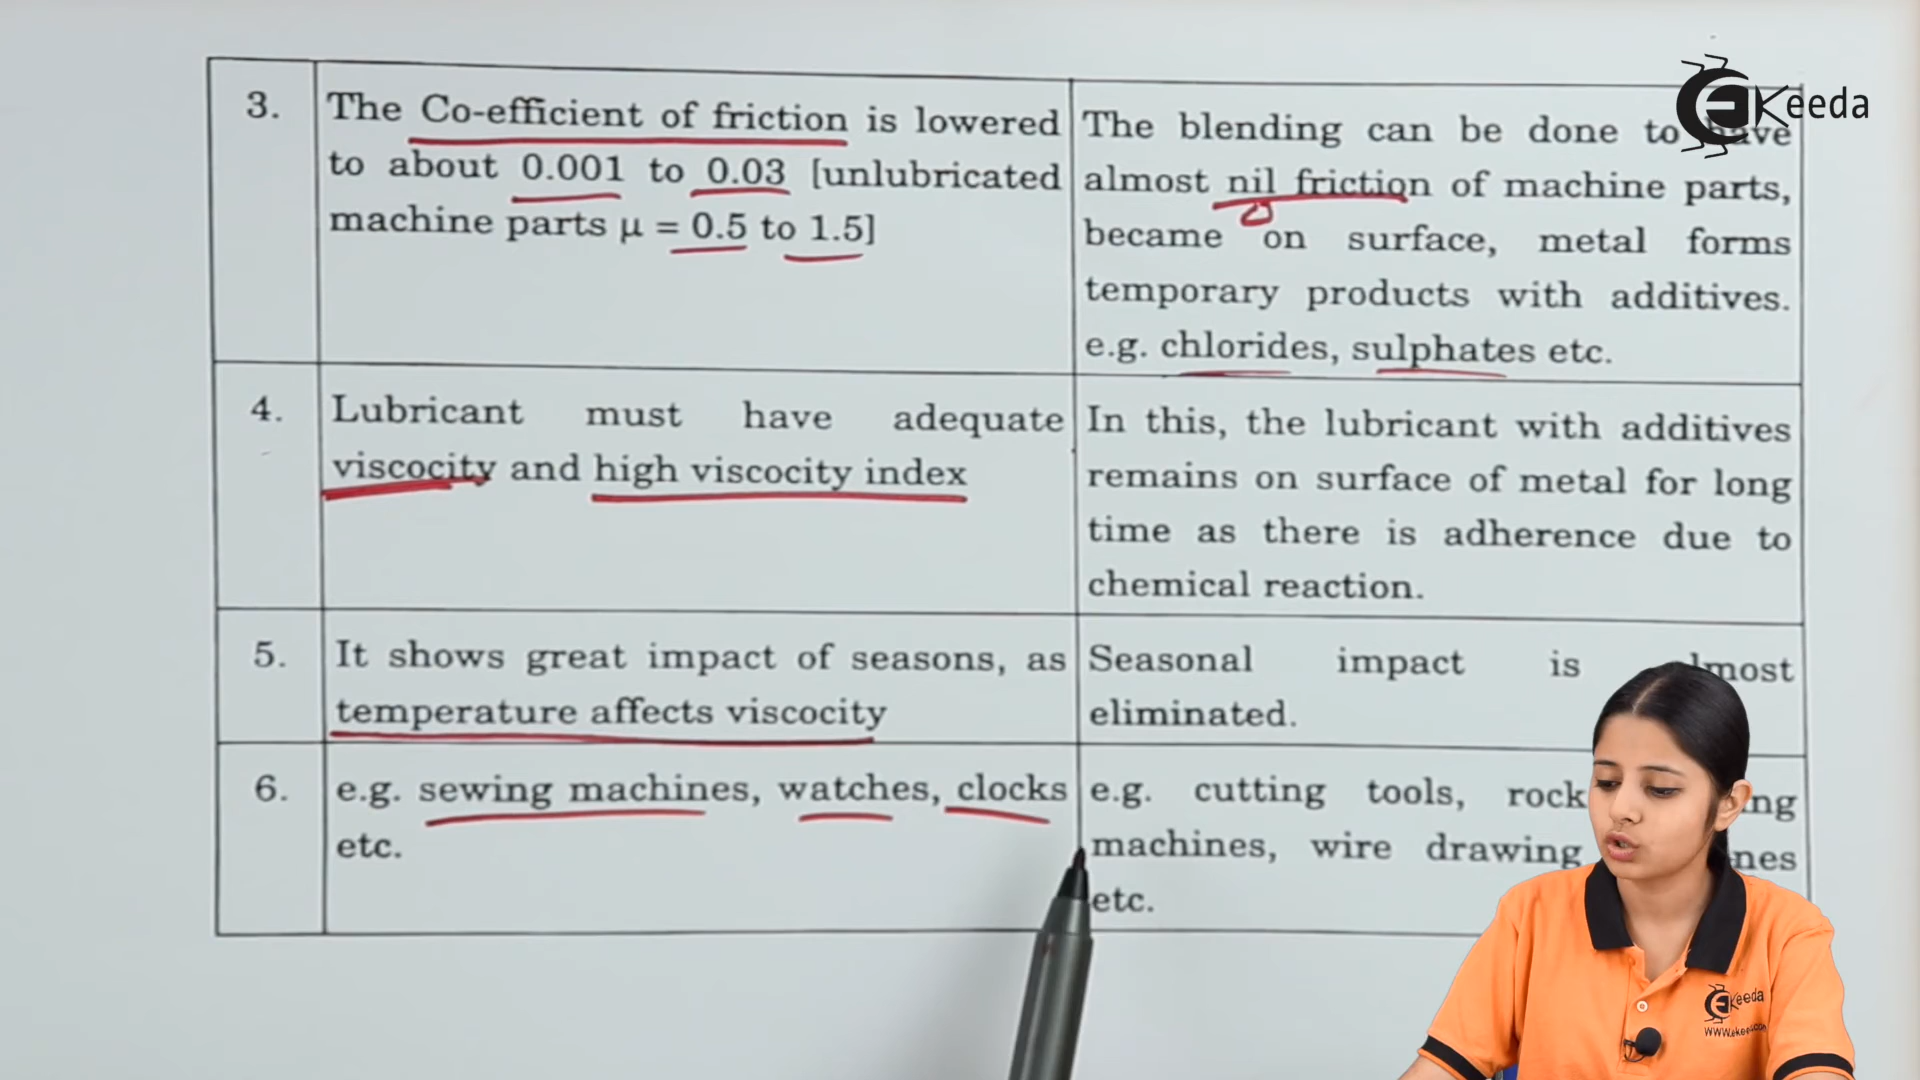 3.
The Co-efficient of friction is lowered
to about 0.001 to 0.03 [unlubricated
machine parts μ = 0.5 to 1.5]
The blending can be done to have
almost nil friction of machine parts,
became on surface, metal forms
temporary products with additives.
e.g. chlorides, sulphates etc.
4.
Lubricant must have adequate
viscocity and high viscocity index
In this, the lubricant with additives
remains on surface of metal for long
time as there is adherence due to
chemical reaction.
5.
It shows great impact of seasons, as
temperature affects viscocity
Seasonal impact is
eliminated.
6.
e.g. sewing machines, watches, clocks
etc.
e.g. cutting tools, rock
machines, wire drawing
etc.
eKeeda
eKeeda